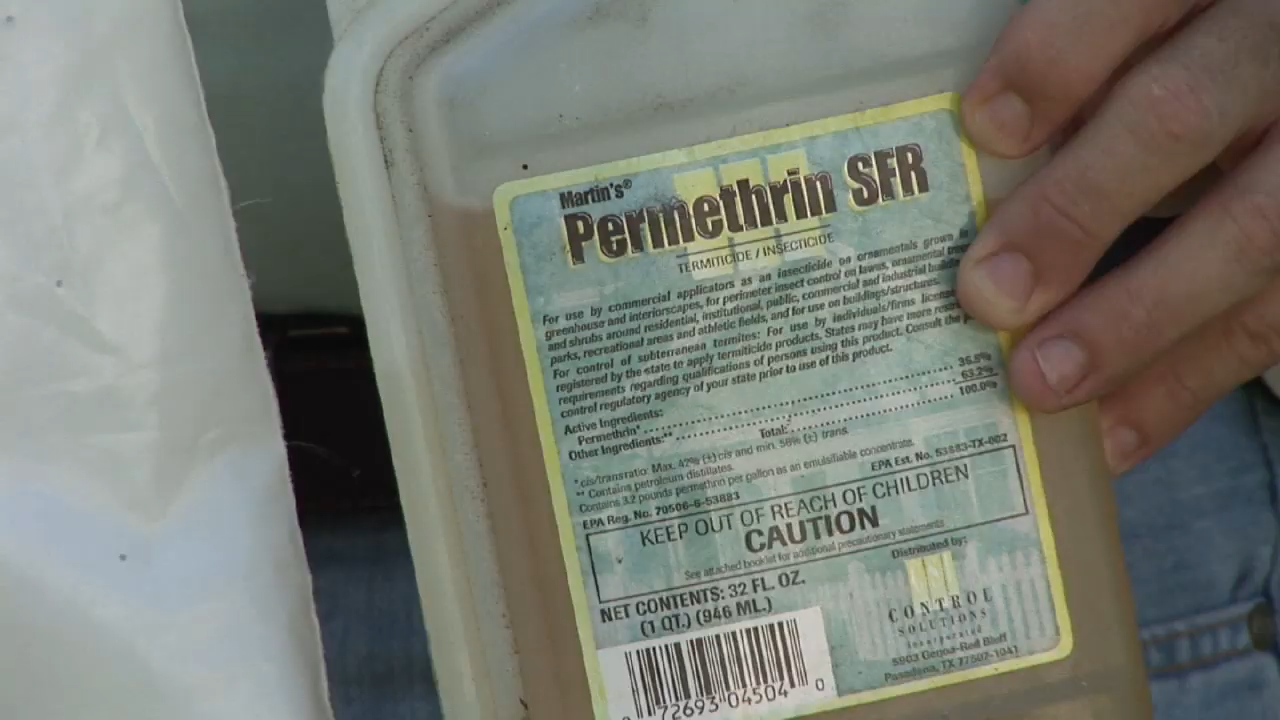 Martin's®
Permethrin SFR
TERMITICIDE / INSECTICIDE
For use by commercial applicators as an insecticide on ornamentals grown in
greenhouse and interiorscapes, for perimeter insect control on lawns, ornamental
and shrubs around residential, institutional, public, commercial and industrial
parks, recreational areas and athletic fields, and for use on buildings/structures.
For control of subterranean termites: For use by individuals/firms
registered by the state to apply termiticide products. States may have more
requirements regarding qualifications of persons using this product. Consult the
control regulatory agency of your state prior to use of this product.
Active Ingredients:
Permethrin* 35.5%
Other Ingredients:** 63.2%
Total: 100.0%
*cis/transratio: Max. 42% (±) cis and min. 58% (±) trans.
** Contains petroleum distillates.
Contains 3.2 pounds permethrin per gallon as an emulsifiable concentrate.
EPA Reg. No. 70506-6-53883 EPA Est. No. 53883-TX-002
KEEP OUT OF REACH OF CHILDREN
CAUTION
See attached booklet for additional precautionary statements
NET CONTENTS: 32 FL. OZ.
(1 QT.) (946 ML.)
Distributed by:
CONTROL
SOLUTIONS
Incorporated
5903 Genoa-Red Bluff
Pasadena, TX 77507-1041
72693 04504 0